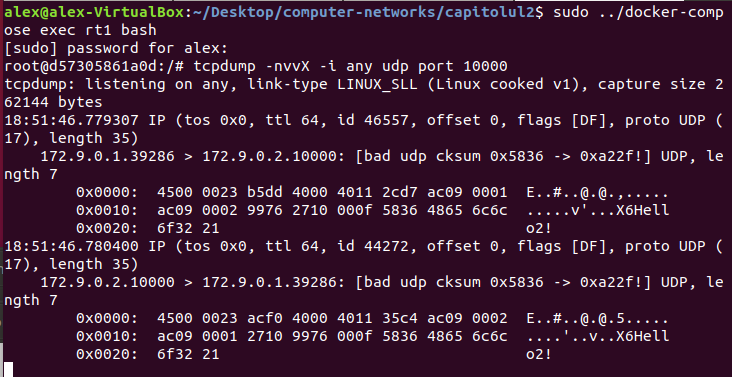 alex@alex-VirtualBox:~/Desktop/computer-networks/capitolul2$ sudo ../docker-comp
ose exec rt1 bash
[sudo] password for alex:
root@d57305861a0d:/# tcpdump -nvvX -i any udp port 10000
tcpdump: listening on any, link-type LINUX_SLL (Linux cooked v1), capture size 2
62144 bytes
18:51:46.779307 IP (tos 0x0, ttl 64, id 46557, offset 0, flags [DF], proto UDP (
17), length 35)
    172.9.0.1.39286 > 172.9.0.2.10000: [bad udp cksum 0x5836 -> 0xa22f!] UDP, le
ngth 7
        0x0000:  4500 0023 b5dd 4000 4011 2cd7 ac09 0001  E..#..@.@.,.....
        0x0010:  ac09 0002 9976 2710 000f 5836 4865 6c6c  .....v'...X6Hell
        0x0020:  6f32 21                                  o2!
18:51:46.780400 IP (tos 0x0, ttl 64, id 44272, offset 0, flags [DF], proto UDP (
17), length 35)
    172.9.0.2.10000 > 172.9.0.1.39286: [bad udp cksum 0x5836 -> 0xa22f!] UDP, le
ngth 7
        0x0000:  4500 0023 acf0 4000 4011 35c4 ac09 0002  E..#..@.@.5.....
        0x0010:  ac09 0001 2710 9976 000f 5836 4865 6c6c  ....'..v..X6Hell
        0x0020:  6f32 21                                  o2!